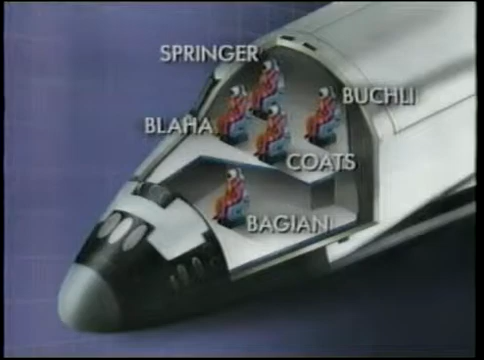 SPRINGER
BUCHLI
BLAHA
COATS
BAGIAN